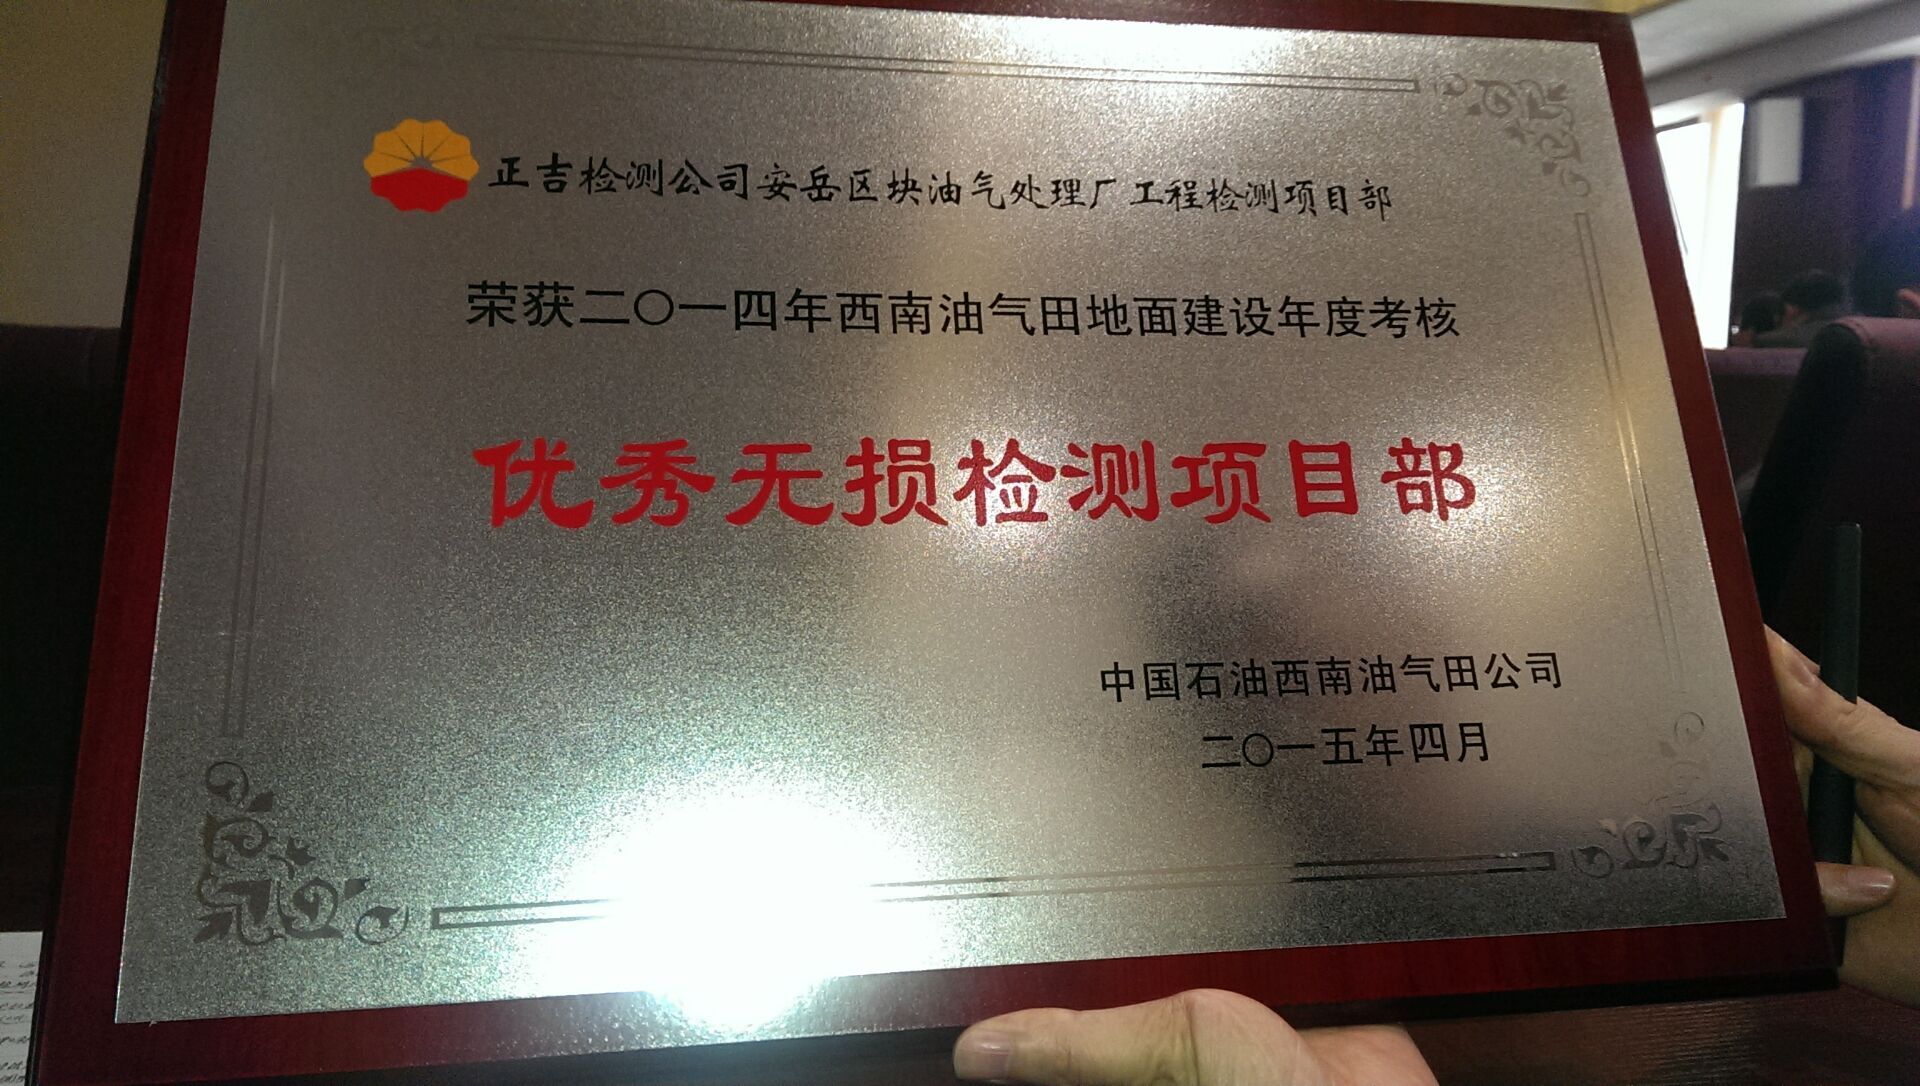 正吉检测公司安岳区块油气处理厂工程检测项目部
荣获二〇一四年西南油气田地面建设年度考核
优秀无损检测项目部
中国石油西南油气田公司
二〇一五年四月